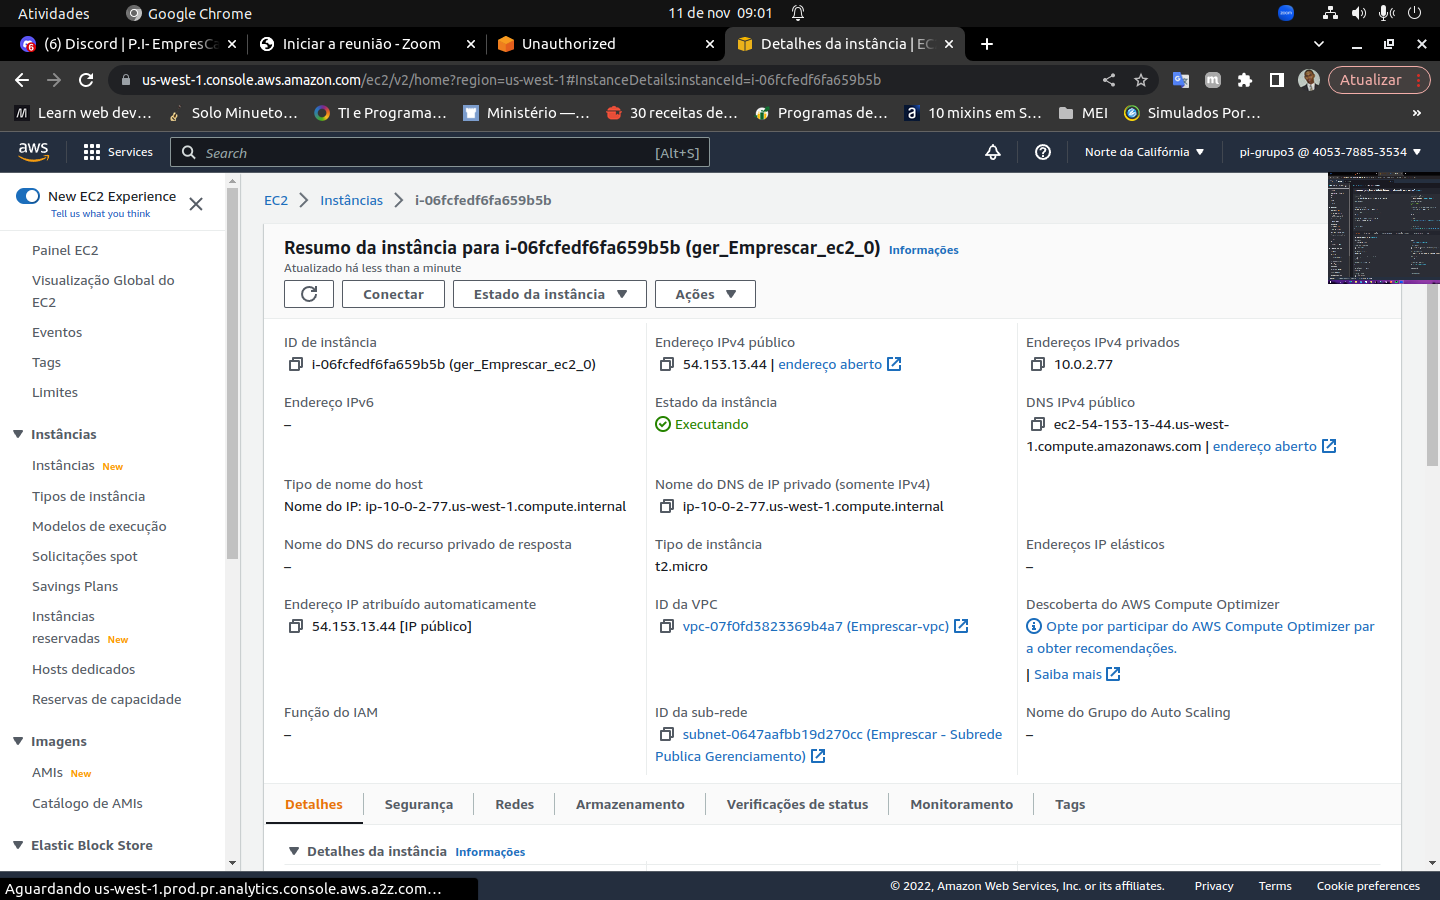 Atividades
Google Chrome
11 de nov 09:01
zoom
(6) Discord | P.I- EmpresCa
Iniciar a reunião - Zoom
Unauthorized
Detalhes da instância | EC
us-west-1.console.aws.amazon.com/ec2/v2/home?region=us-west-1#InstanceDetails:instanceId=i-06fcfedf6fa659b5b
Atualizar
Learn web dev…
Solo Minueto…
TI e Programa…
Ministério —…
30 receitas de…
Programas de…
10 mixins em S…
MEI
Simulados Por…
»
aws
Services
Search
[Alt+S]
Norte da Califórnia
pi-grupo3 @ 4053-7885-3534
New EC2 Experience
Tell us what you think
Painel EC2
Visualização Global do
EC2
Eventos
Tags
Limites
Instâncias
Instâncias New
Tipos de instância
Modelos de execução
Solicitações spot
Savings Plans
Instâncias
reservadas New
Hosts dedicados
Reservas de capacidade
Imagens
AMIs New
Catálogo de AMIs
Elastic Block Store
EC2
Instâncias
i-06fcfedf6fa659b5b
Resumo da instância para i-06fcfedf6fa659b5b (ger_Emprescar_ec2_0) Informações
Atualizado há less than a minute
Conectar
Estado da instância
Ações
ID de instância
i-06fcfedf6fa659b5b (ger_Emprescar_ec2_0)
Endereço IPv4 público
54.153.13.44 | endereço aberto
Endereços IPv4 privados
10.0.2.77
Endereço IPv6
–
Estado da instância
Executando
DNS IPv4 público
ec2-54-153-13-44.us-west-
1.compute.amazonaws.com | endereço aberto
Tipo de nome do host
Nome do IP: ip-10-0-2-77.us-west-1.compute.internal
Nome do DNS de IP privado (somente IPv4)
ip-10-0-2-77.us-west-1.compute.internal
Nome do DNS do recurso privado de resposta
–
Tipo de instância
t2.micro
Endereços IP elásticos
–
Endereço IP atribuído automaticamente
54.153.13.44 [IP público]
ID da VPC
vpc-07f0fd3823369b4a7 (Emprescar-vpc)
Descoberta do AWS Compute Optimizer
Opte por participar do AWS Compute Optimizer par
a obter recomendações.
| Saiba mais
Função do IAM
–
ID da sub-rede
subnet-0647aafbb19d270cc (Emprescar - Subrede
Publica Gerenciamento)
Nome do Grupo do Auto Scaling
–
Detalhes
Segurança
Redes
Armazenamento
Verificações de status
Monitoramento
Tags
Detalhes da instância Informações
Aguardando us-west-1.prod.pr.analytics.console.aws.a2z.com…
© 2022, Amazon Web Services, Inc. or its affiliates.
Privacy
Terms
Cookie preferences